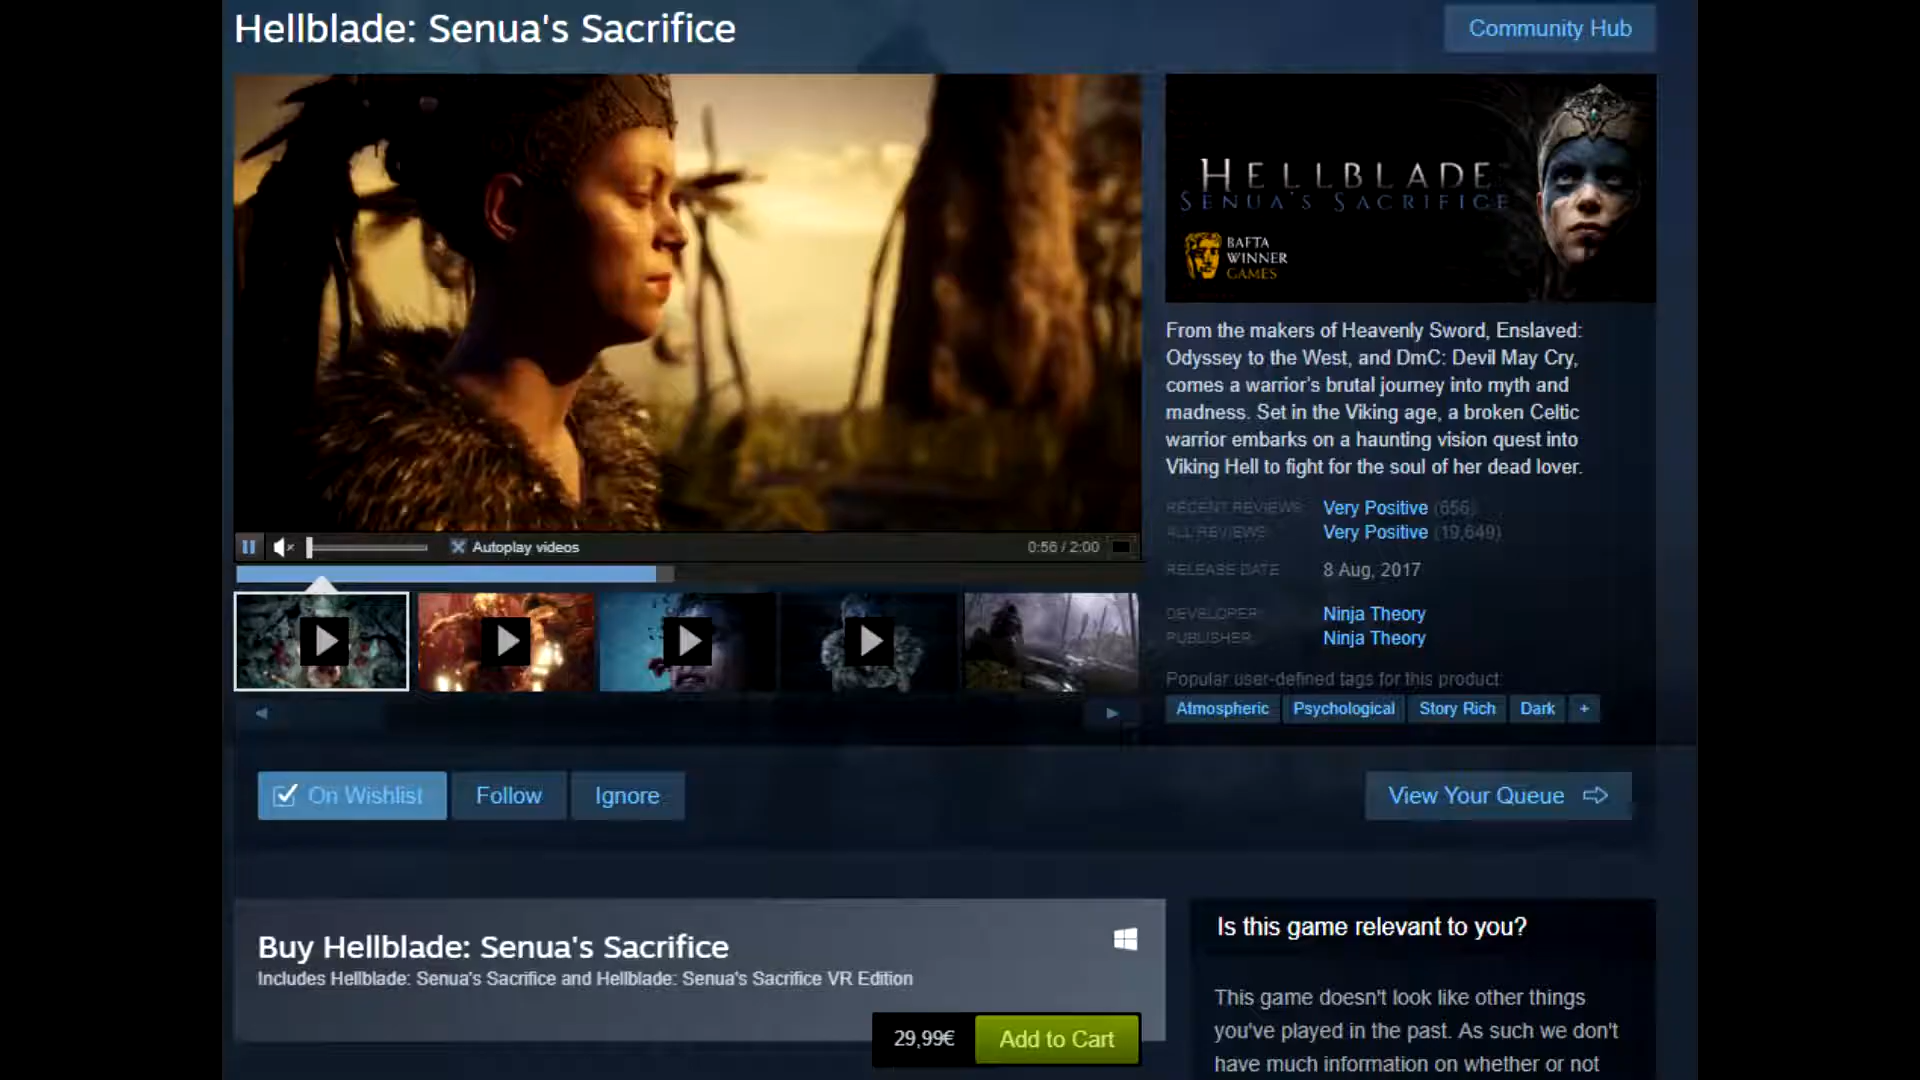 Hellblade: Senua's Sacrifice
Community Hub
HELLBLADE
SENUA'S SACRIFICE
BAFTA
WINNER
GAMES
From the makers of Heavenly Sword, Enslaved:
Odyssey to the West, and DmC: Devil May Cry,
comes a warrior's brutal journey into myth and
madness. Set in the Viking age, a broken Celtic
warrior embarks on a haunting vision quest into
Viking Hell to fight for the soul of her dead lover.
RECENT REVIEWS: Very Positive (656)
ALL REVIEWS: Very Positive (19,649)
RELEASE DATE: 8 Aug, 2017
DEVELOPER: Ninja Theory
PUBLISHER: Ninja Theory
Popular user-defined tags for this product:
Atmospheric Psychological Story Rich Dark +
Autoplay videos 0:56 / 2:00
On Wishlist Follow Ignore View Your Queue
Buy Hellblade: Senua's Sacrifice
Includes Hellblade: Senua's Sacrifice and Hellblade: Senua's Sacrifice VR Edition
29,99€ Add to Cart
Is this game relevant to you?
This game doesn't look like other things
you've played in the past. As such we don't
have much information on whether or not